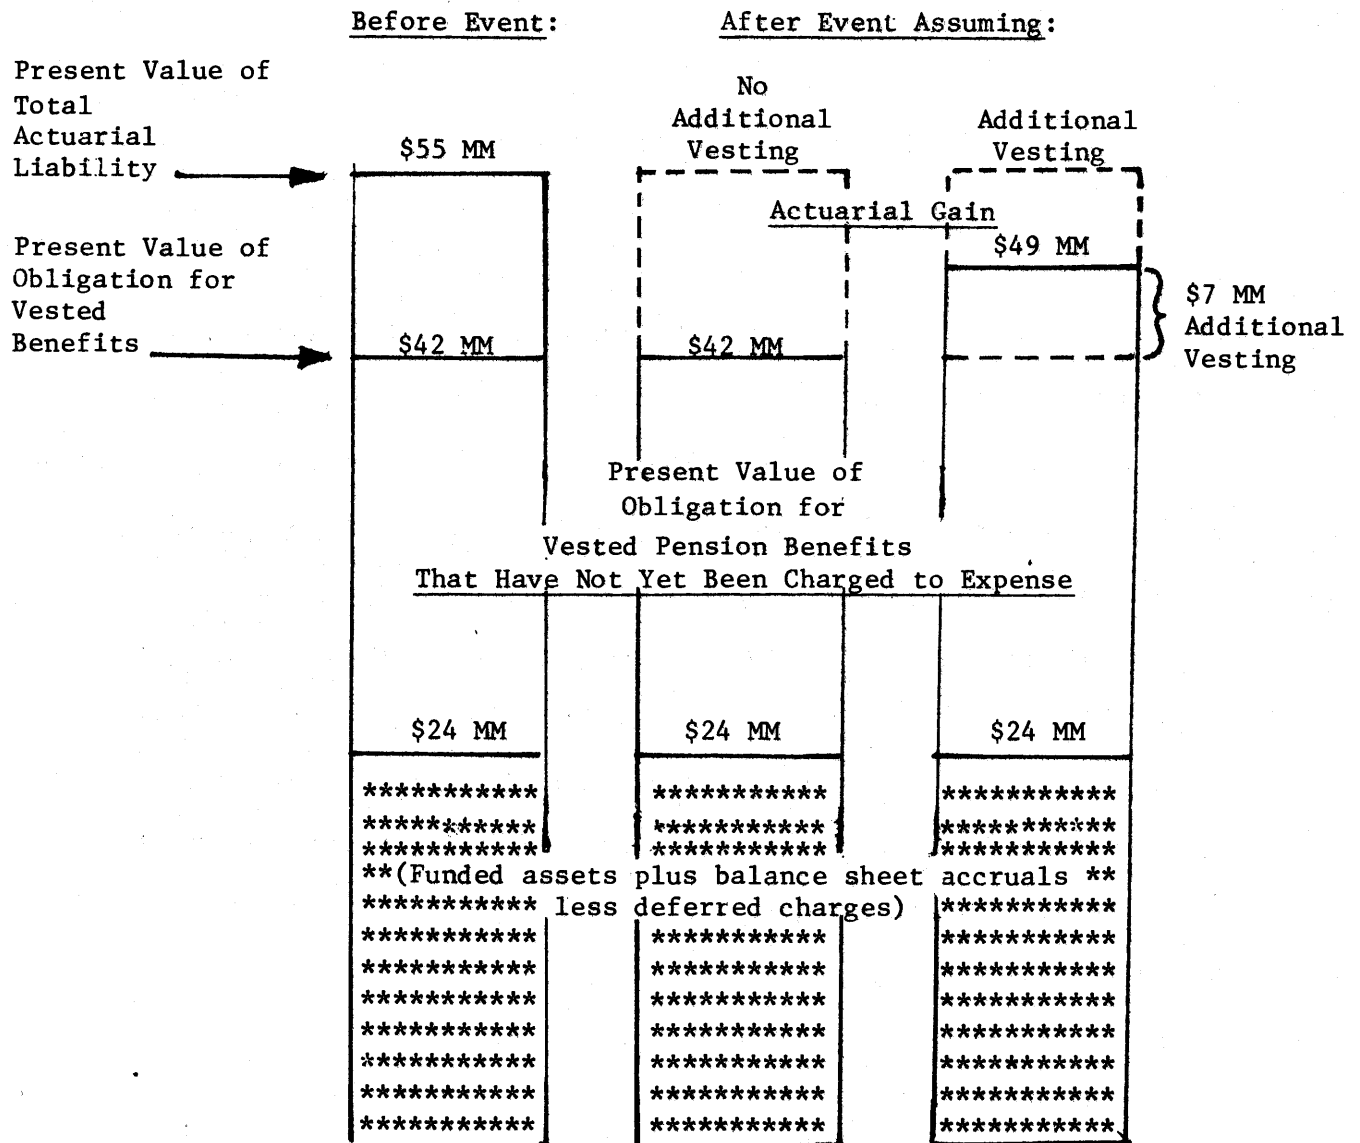 Before Event:
After Event Assuming:
Present Value of
Total
Actuarial
Liability
$55 MM
No
Additional
Vesting
Additional
Vesting
Actuarial Gain
$49 MM
Present Value of
Obligation for
Vested
Benefits
$42 MM
$42 MM
$7 MM
Additional
Vesting
Present Value of
Obligation for
Vested Pension Benefits
That Have Not Yet Been Charged to Expense
$24 MM
$24 MM
$24 MM
*********** *********** ***********
*********** *********** ***********
*********** *********** ***********
**(Funded assets plus balance sheet accruals **
*********** less deferred charges) ***********
*********** *********** ***********
*********** *********** ***********
*********** *********** ***********
*********** *********** ***********
*********** *********** ***********
*********** *********** ***********
*********** *********** ***********